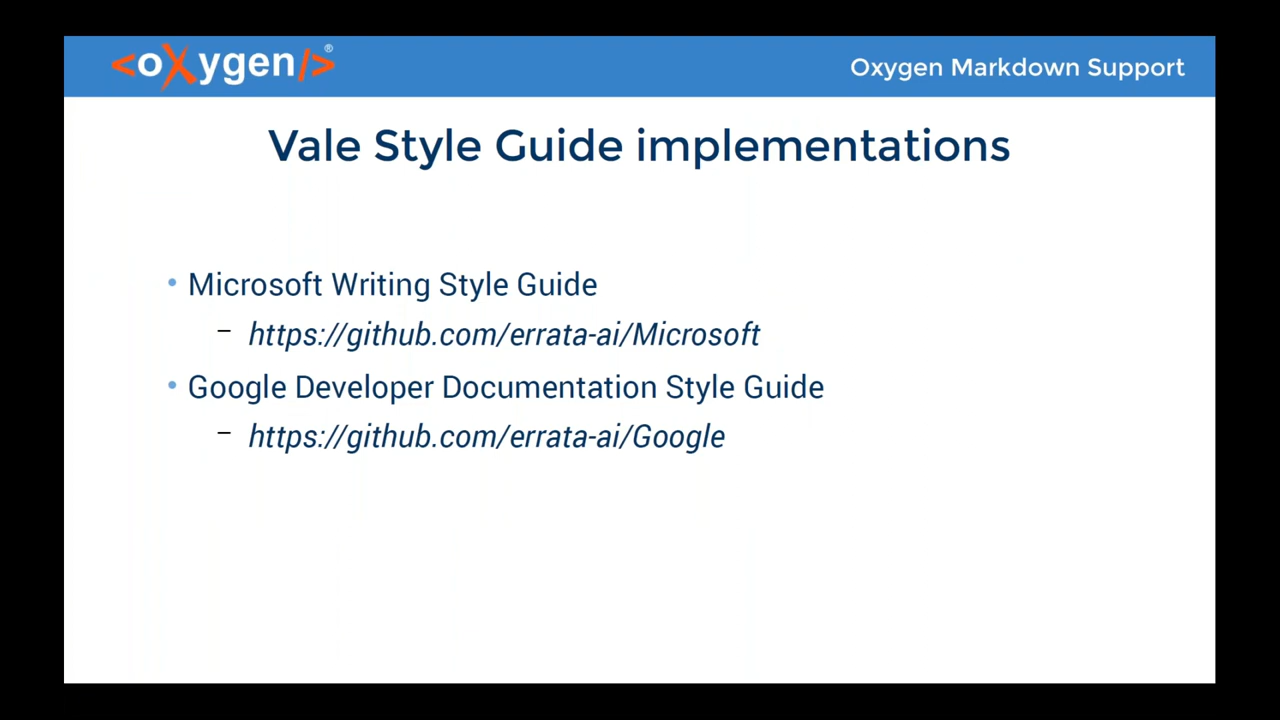 <oXygen/>®
Oxygen Markdown Support
Vale Style Guide implementations
• Microsoft Writing Style Guide
– https://github.com/errata-ai/Microsoft
• Google Developer Documentation Style Guide
– https://github.com/errata-ai/Google